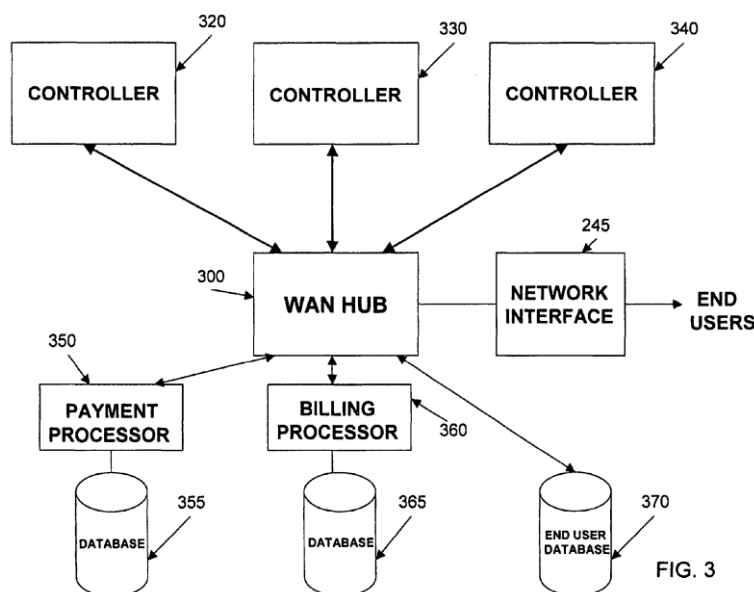 320
330
340
CONTROLLER
CONTROLLER
CONTROLLER
245
300
WAN HUB
NETWORK
INTERFACE
END
USERS
350
PAYMENT
PROCESSOR
BILLING
PROCESSOR
360
355
365
370
DATABASE
DATABASE
END USER
DATABASE
FIG. 3